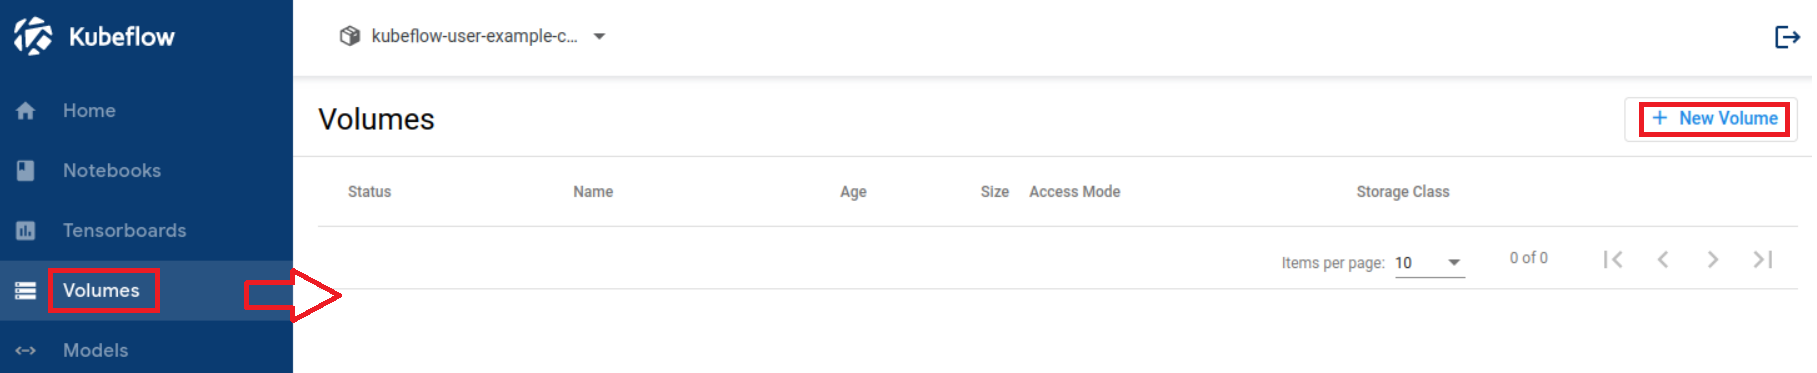 Kubeflow
kubeflow-user-example-c...
Home
Notebooks
Tensorboards
Volumes
Models
Volumes
+ New Volume
Status Name Age Size Access Mode Storage Class
Items per page: 10 0 of 0